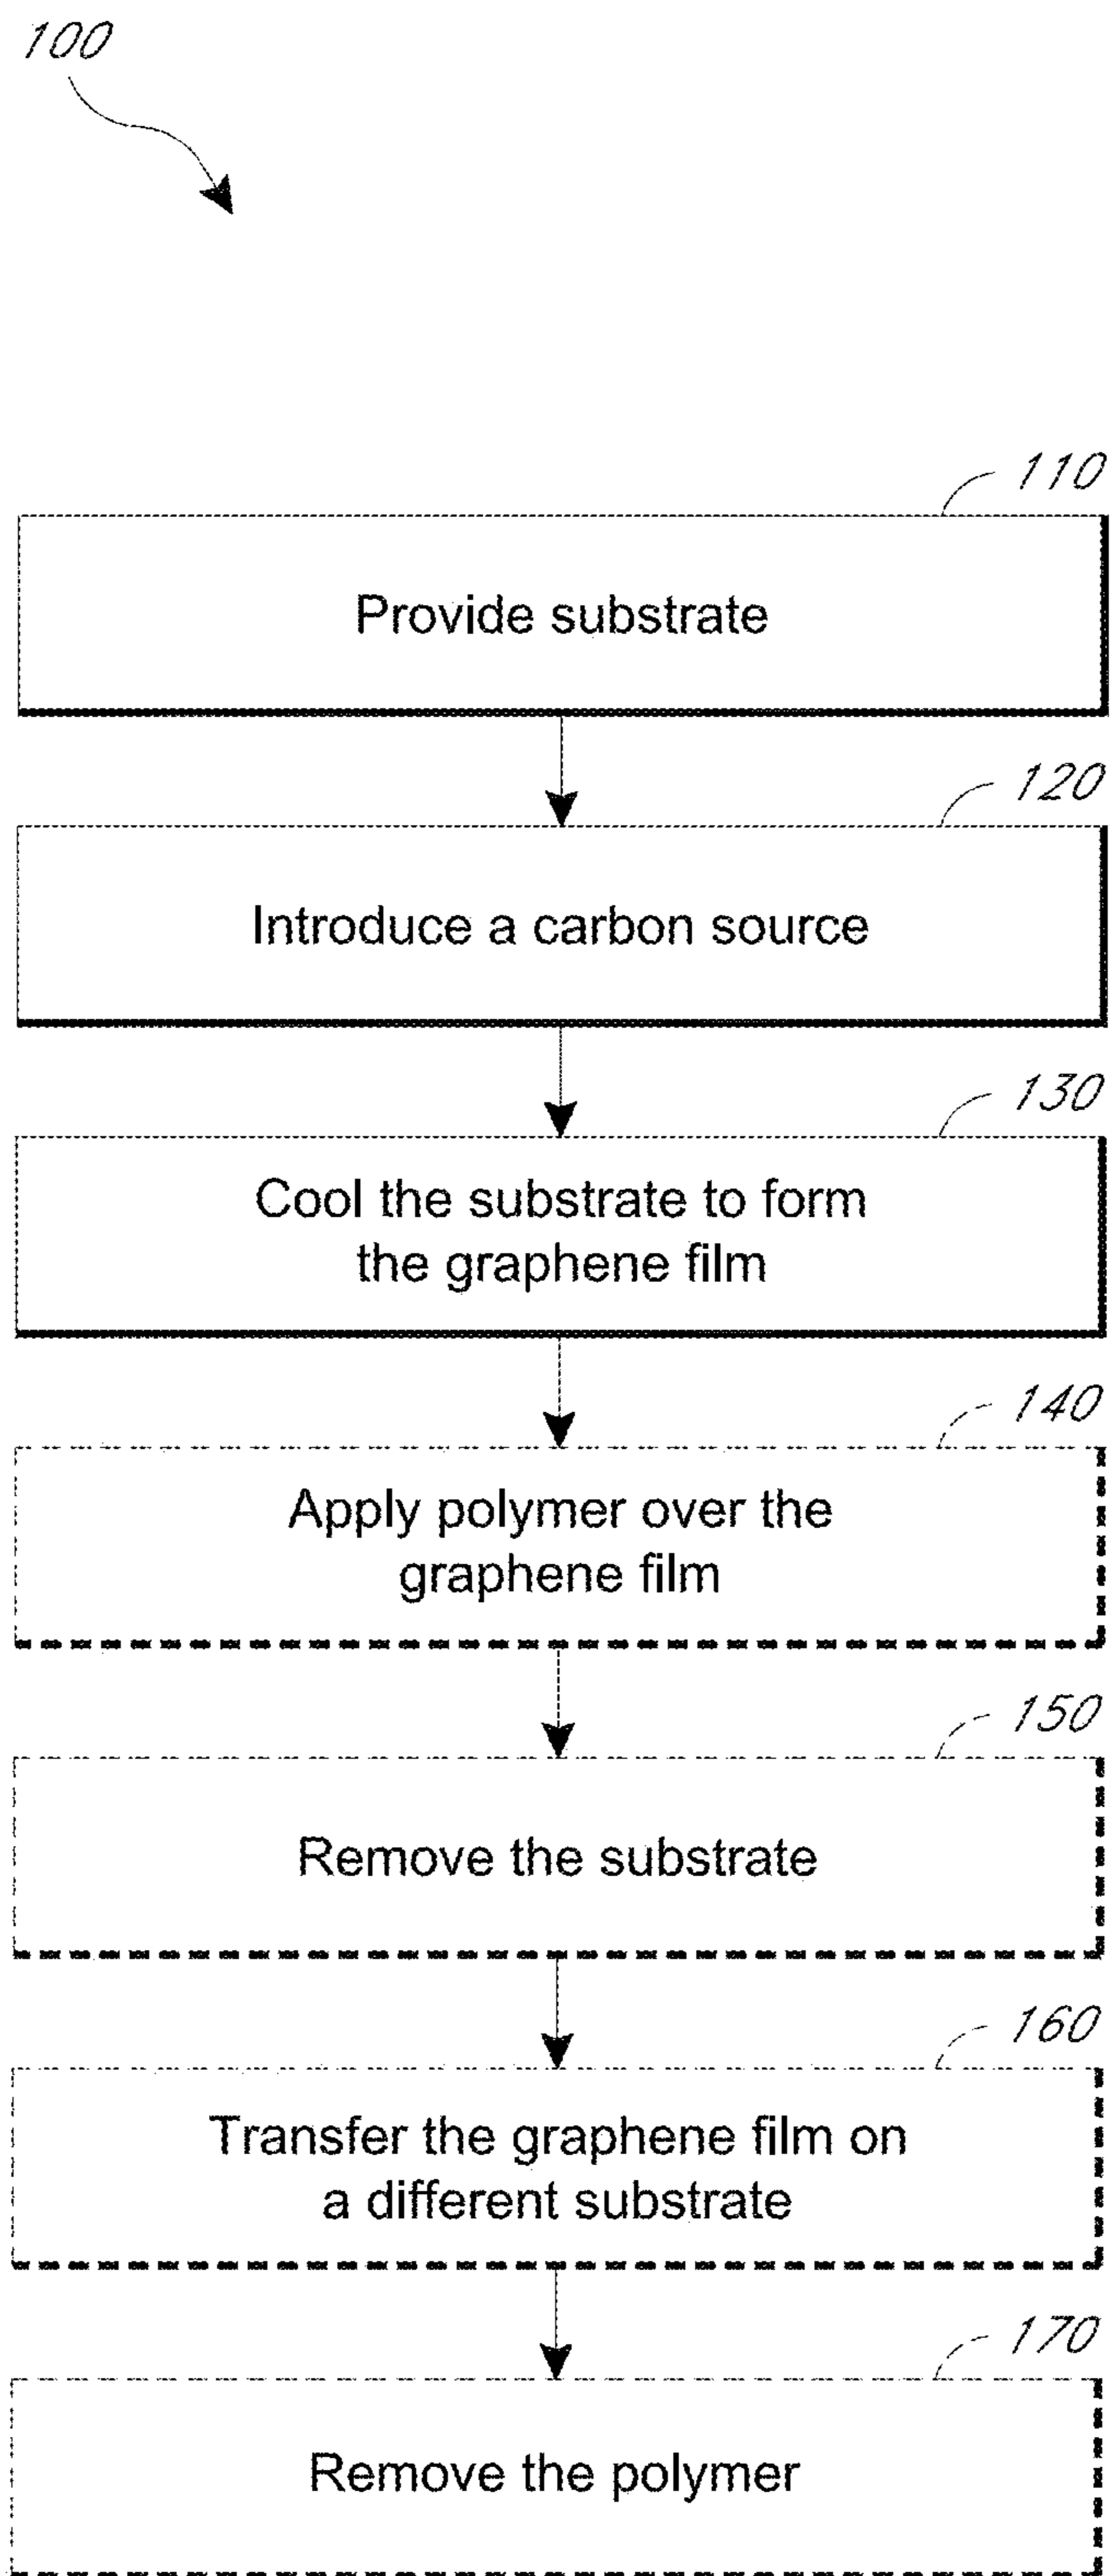 100
110
Provide substrate
120
Introduce a carbon source
130
Cool the substrate to form
the graphene film
140
Apply polymer over the
graphene film
150
Remove the substrate
160
Transfer the graphene film on
a different substrate
170
Remove the polymer